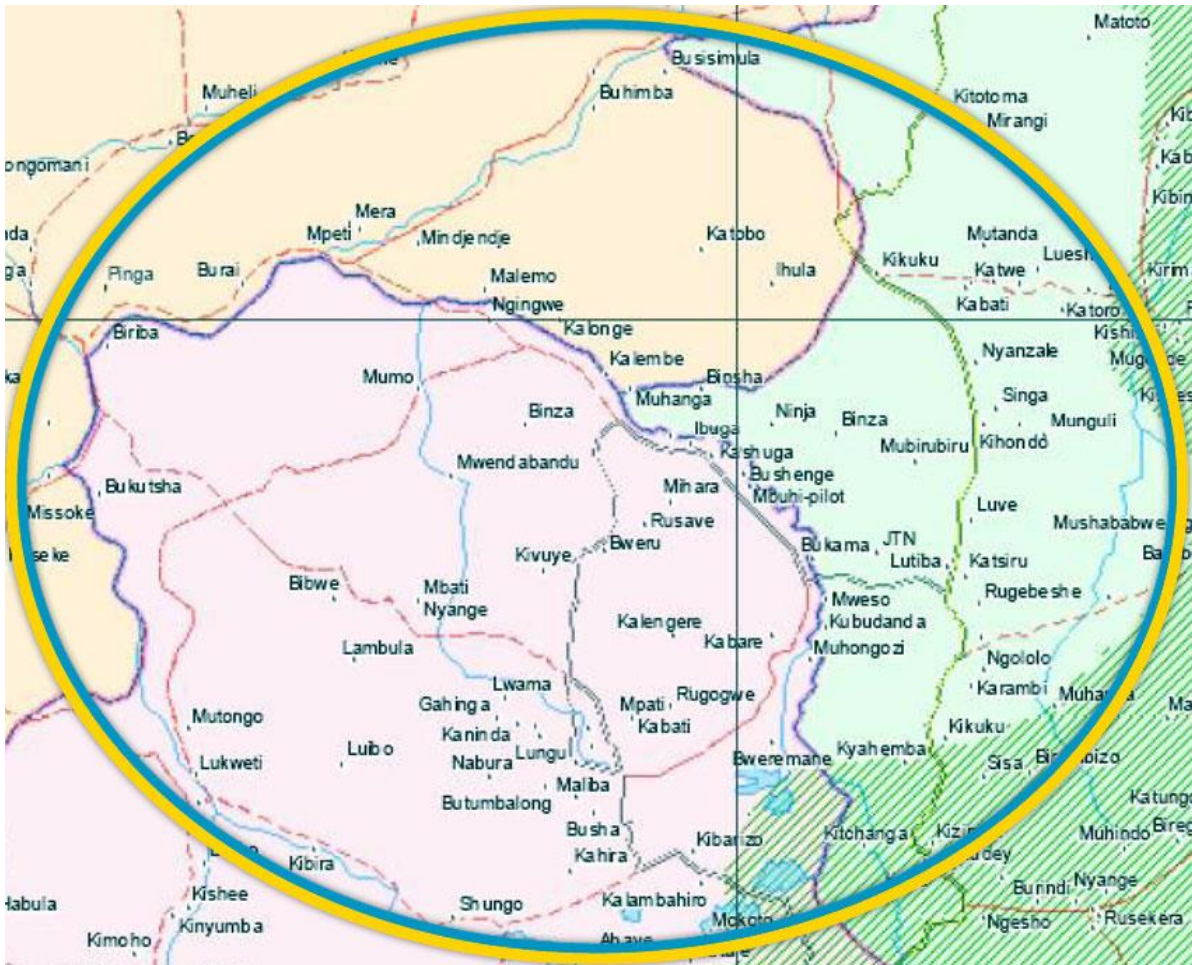 Matoto
Busisimula
Muheli
Buhimba
Kitotoma
Mirangi
ongomani
Mera
Mpeti
Mindjendje
Katobo
Mutanda
Pinga
Burai
Malemo
Ihula
Kikuku
Katwe
Ngingwe
Kabati
Biriba
Kalonge
Kalembe
Nyanzale
Mumo
Binsha
Muhanga
Singa
Binza
Ninja
Binza
Munguli
Ibuga
Mubirubiru
Kihondo
Kashuga
Mwendabandu
Bushenge
Bukutsha
Mihara
Mbuhi-pilot
Luve
Missoke
Rusave
Mushababwe
Kivuye
Bweru
Bukama
JTN
Lutiba
Katsiru
Bibwe
Mbati
Nyange
Mweso
Rugebeshe
Kalengere
Kabare
Kubudanda
Lambula
Muhongozi
Ngololo
Lwama
Rugogwe
Karambi
Gahinga
Mpati
Kabati
Mutongo
Kaninda
Kikuku
Luibo
Lungul
Bweremane
Kyahemba
Lukweti
Nabura
Sisa
Maliba
Butumbalong
Katungo
Busha
Kibarizo
Kitchanga
Muhindo
Kibira
Kahira
Habula
Kishee
Shungo
Kalambahiro
Burindi
Nyange
Kinyumba
Mokoto
Ngesho
Rusekera
Kimoho